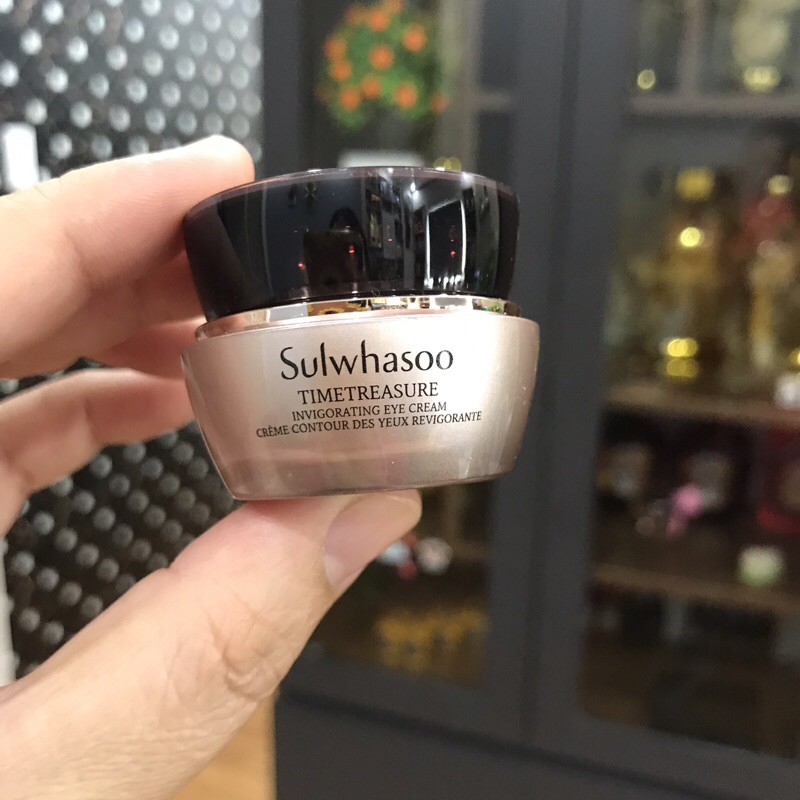 Sulwhasoo
TIMETREASURE
INVIGORATING EYE CREAM
CRÈME CONTOUR DES YEUX REVIGORANTE